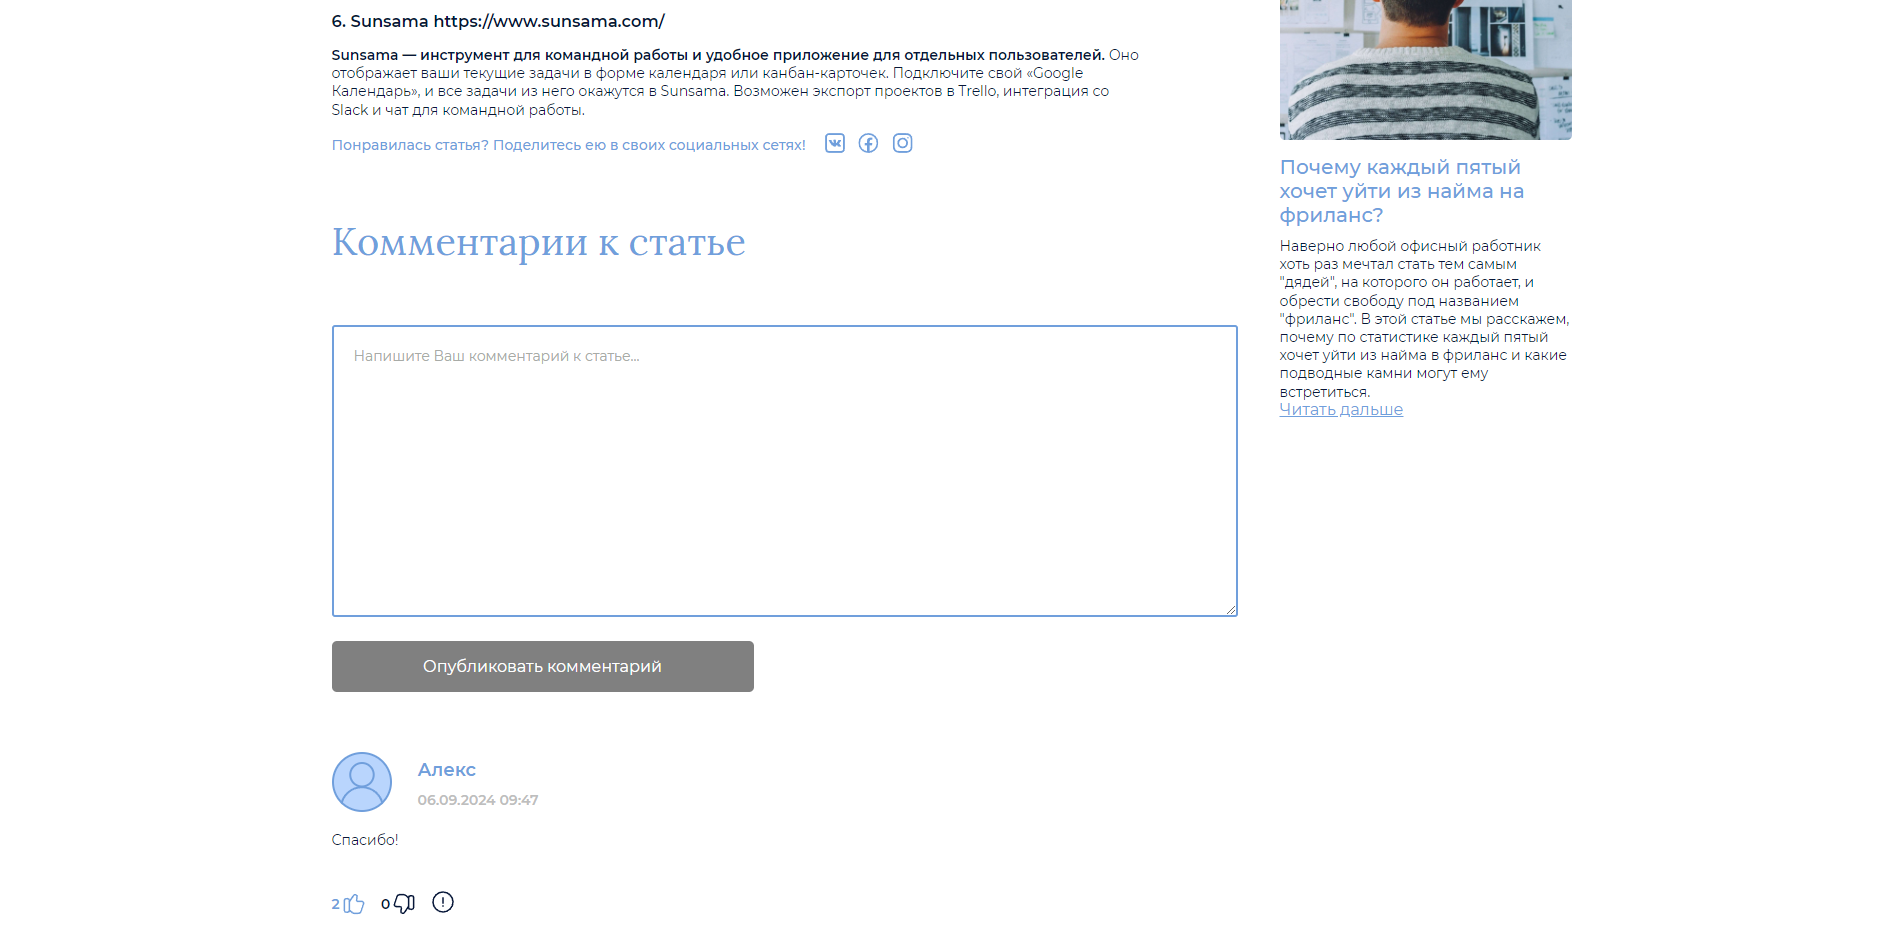 6. Sunsama https://www.sunsama.com/
Sunsama — инструмент для командной работы и удобное приложение для отдельных пользователей. Оно
отображает ваши текущие задачи в форме календаря или канбан-карточек. Подключите свой «Google
Календарь», и все задачи из него окажутся в Sunsama. Возможен экспорт проектов в Trello, интеграция со
Slack и чат для командной работы.
Понравилась статья? Поделитесь ею в своих социальных сетях!
Комментарии к статье
Напишите Ваш комментарий к статье...
Опубликовать комментарий
Алекс
06.09.2024 09:47
Спасибо!
2 0
Почему каждый пятый
хочет уйти из найма на
фриланс?
Наверно любой офисный работник
хоть раз мечтал стать тем самым
"дядей", на которого он работает, и
обрести свободу под названием
"фриланс". В этой статье мы расскажем,
почему по статистике каждый пятый
хочет уйти из найма в фриланс и какие
подводные камни могут ему
встретиться.
Читать дальше